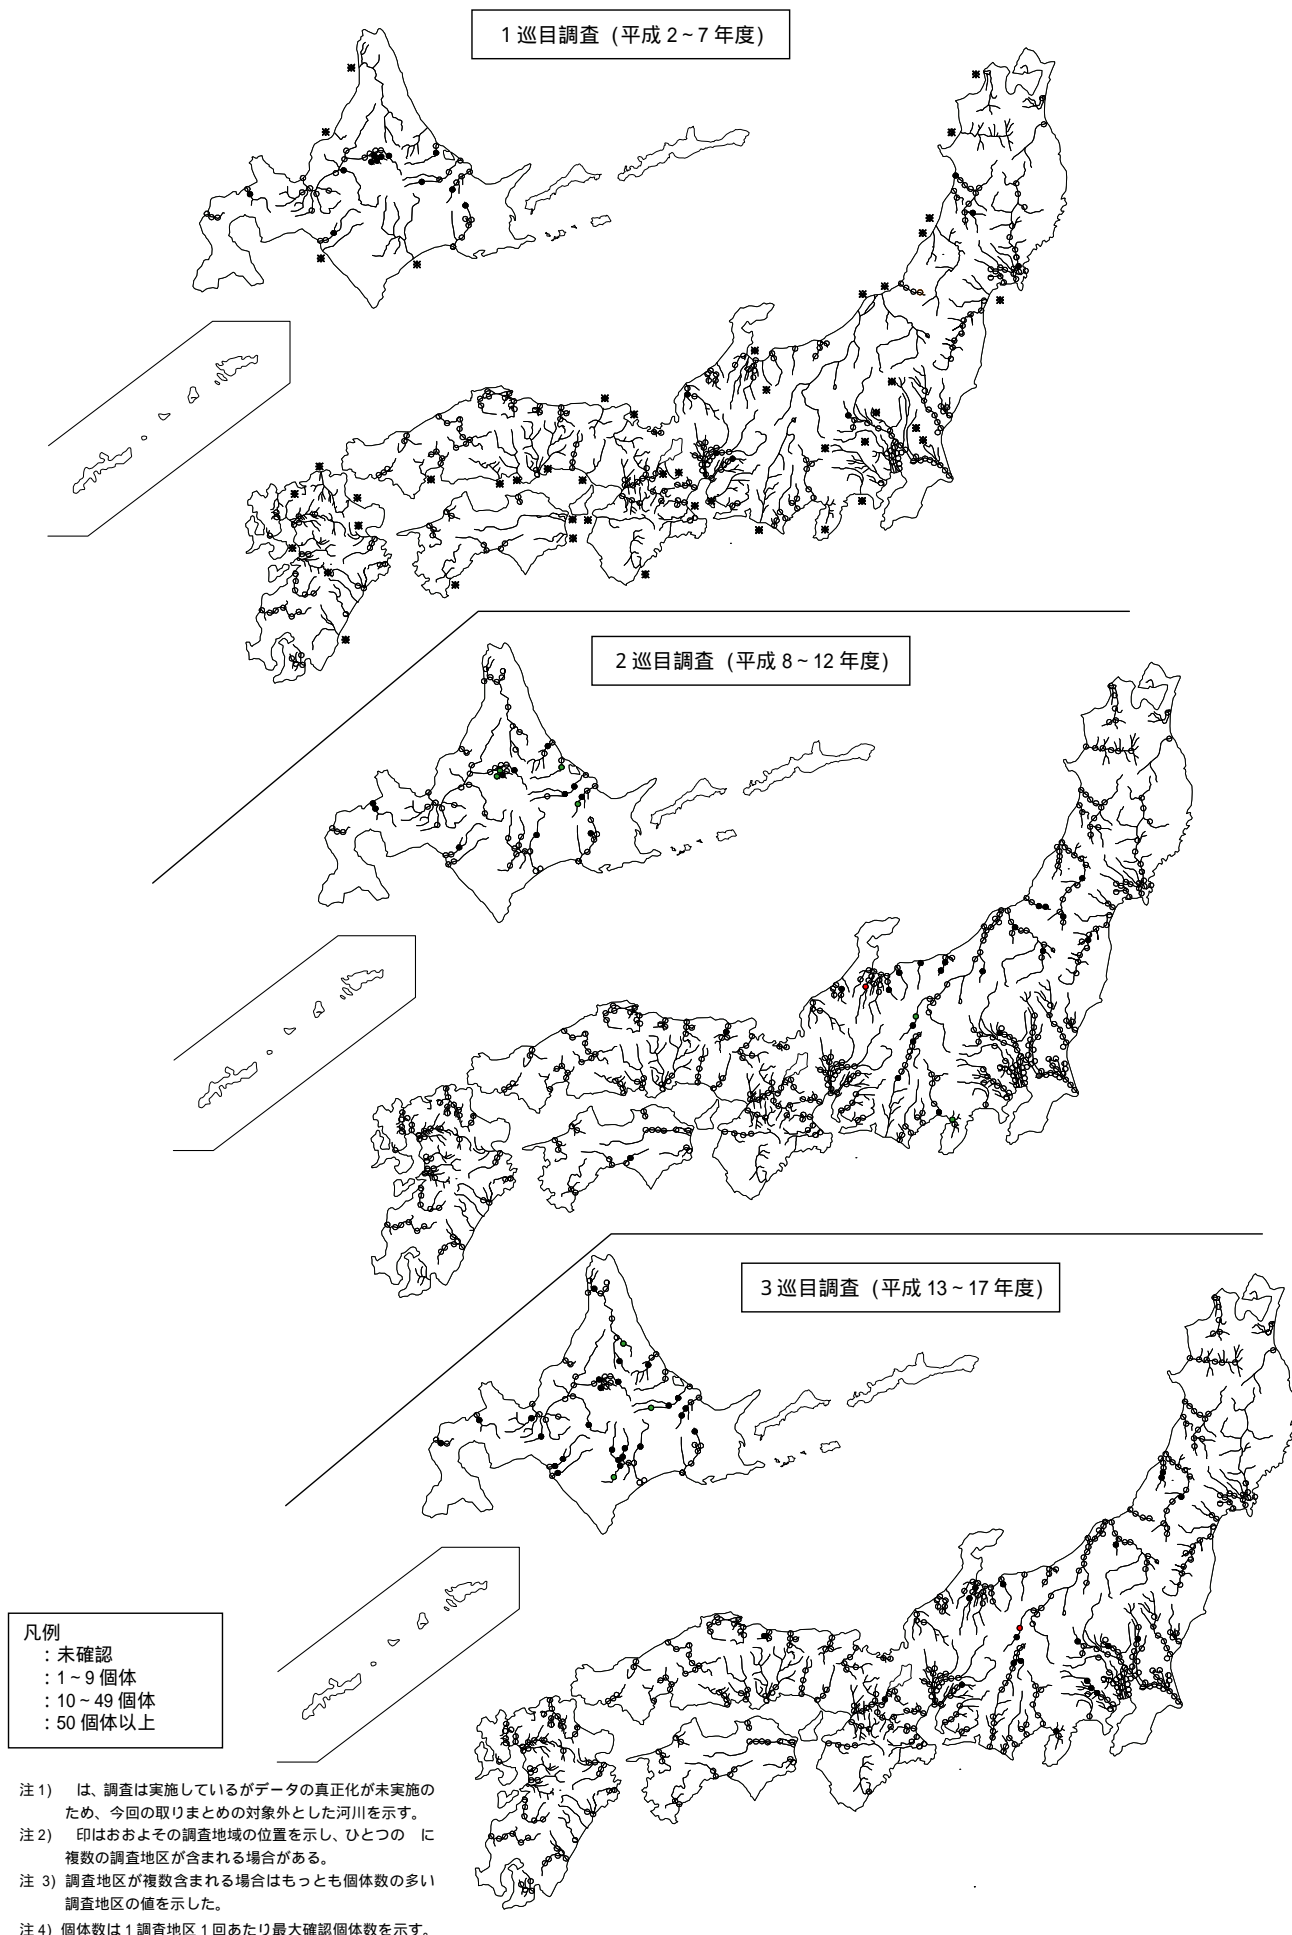 1巡目調査 (平成 2~7 年度)
2巡目調査 (平成 8~12 年度)
3巡目調査 (平成 13~17 年度)
凡例
: 未確認
: 1~9 個体
: 10~49 個体
: 50 個体以上
注 1) は、調査は実施しているがデータの真正化が未実施の
ため、今回の取りまとめの対象外とした河川を示す。
注 2) 印はおおよその調査地域の位置を示し、ひとつの に
複数の調査地区が含まれる場合がある。
注 3) 調査地区が複数含まれる場合はもっとも個体数の多い
調査地区の値を示した。
注 4) 個体数は 1 調査地区 1 回あたり最大確認個体数を示す。